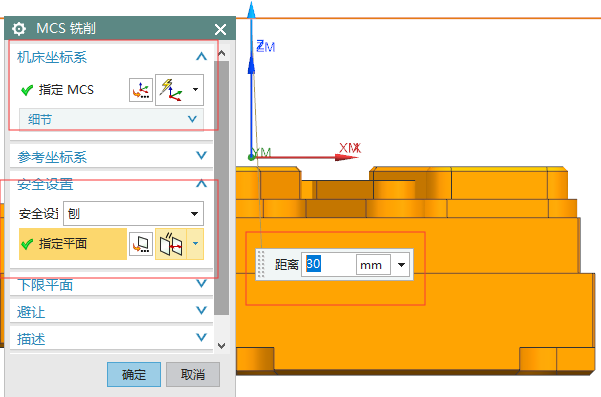 MCS 铣削
机床坐标系
指定 MCS
细节
参考坐标系
安全设置
安全设
刨
指定平面
下限平面
避让
描述
确定
取消
ZM
YM
XM
距离
30
mm